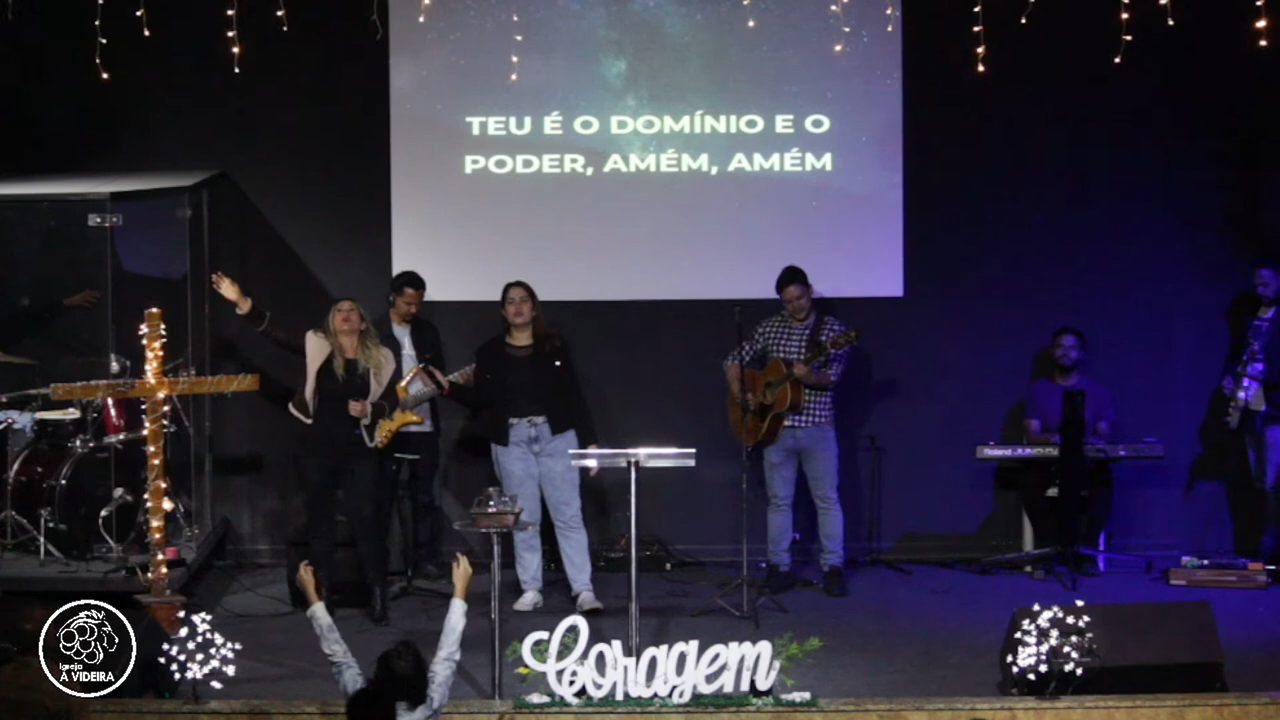 TEU É O DOMÍNIO E O
PODER, AMÉM, AMÉM
Roland JUNO-D
Coragem
Igreja
A VIDEIRA